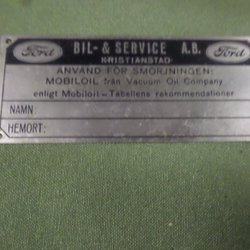 Ford BIL- & SERVICE A.B. Ford
KRISTIANSTAD
ANVÄND FÖR SMÖRJNINGEN:
MOBILOIL från Vacuum Oil Company
enligt Mobiloil-Tabellens rekommendationer
NAMN:
HEMORT: